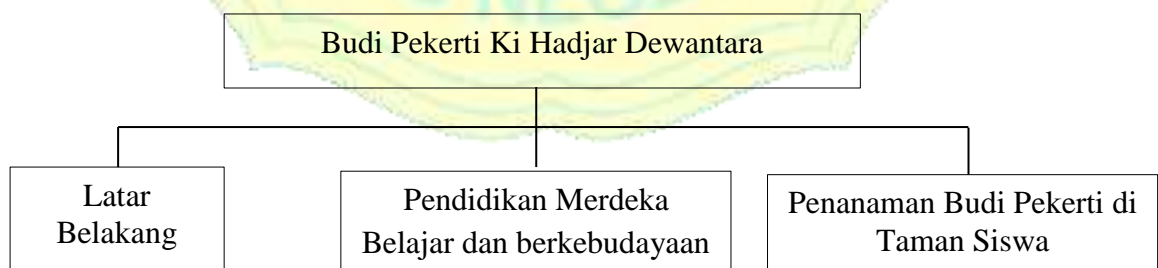 Budi Pekerti Ki Hadjar Dewantara
Latar
Belakang
Pendidikan Merdeka
Belajar dan berkebudayaan
Penanaman Budi Pekerti di
Taman Siswa